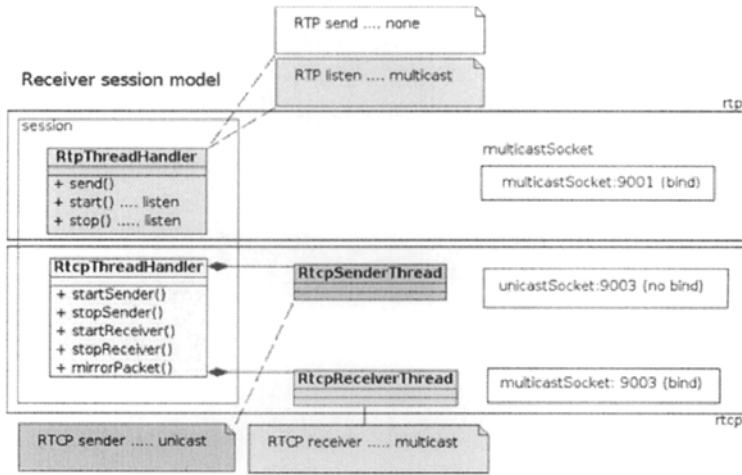 RTP send .... none
Receiver session model
RTP listen .... multicast
rtp
session
RtpThreadHandler
+ send()
+ start() .... listen
+ stop() ..... listen
multicastSocket
multicastSocket:9001 (bind)
RtcpThreadHandler
+ startSender()
+ stopSender()
+ startReceiver()
+ stopReceiver()
+ mirrorPacket()
RtcpSenderThread
unicastSocket:9003 (no bind)
RtcpReceiverThread
multicastSocket: 9003 (bind)
rtcp
RTCP sender ..... unicast
RTCP receiver ..... multicast